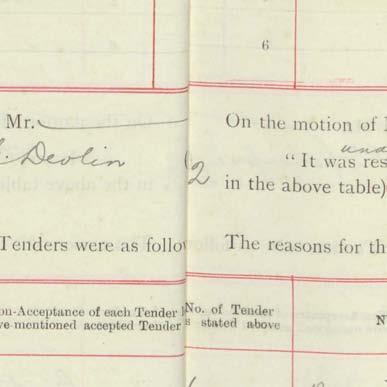 Mr.
Devlin
Tenders were as follow
on-Acceptance of each Tender
ve-mentioned accepted Tender
6
On the motion of
und
"It was res
(2 in the above table)
The reasons for th
No. of Tender
s stated above
N